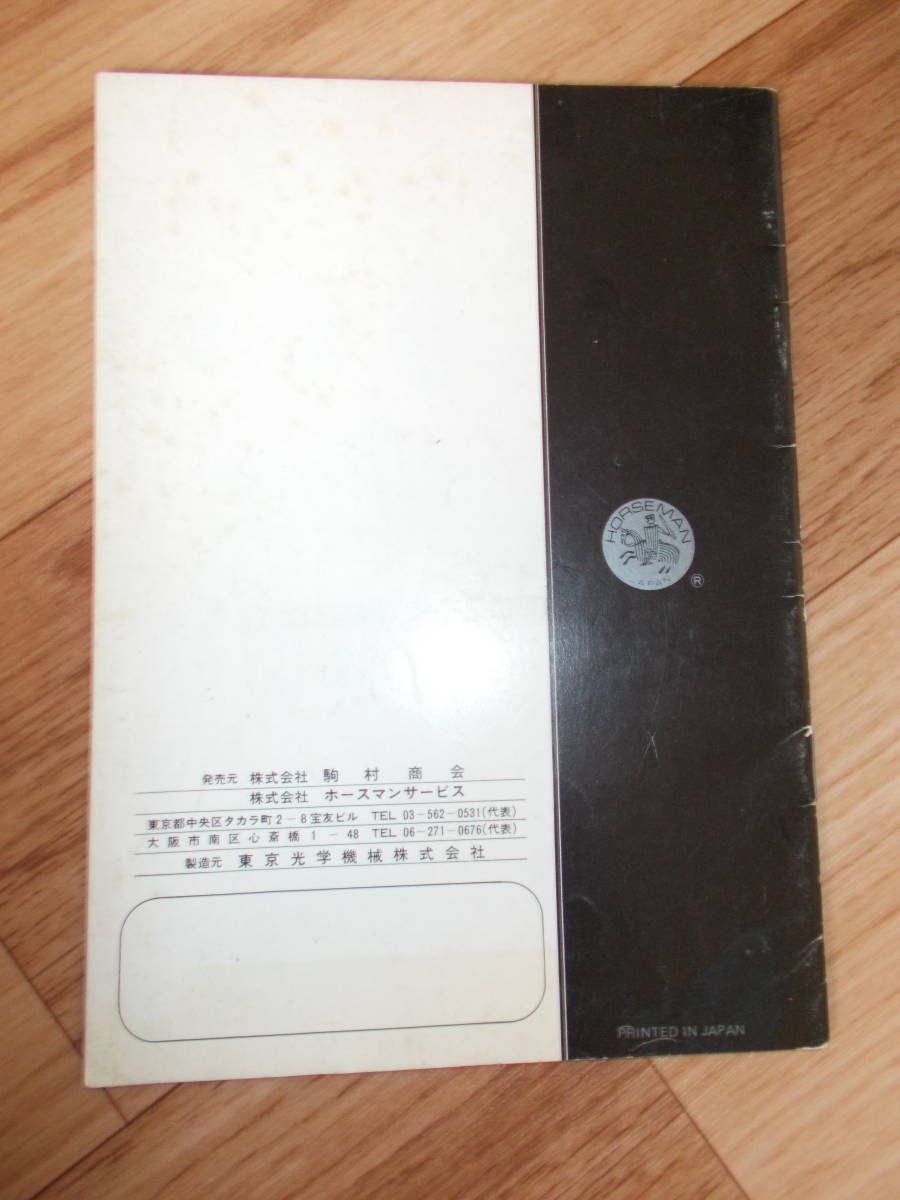 HORSEMAN
JAPAN
®
発売元 株式会社 駒村商会
株式会社 ホースマンサービス
東京都中央区タカラ町2-8宝友ビル TEL 03-562-0531(代表)
大阪市南区心斎橋1-48 TEL 06-271-0676(代表)
製造元 東京光学機械株式会社
PRINTED IN JAPAN